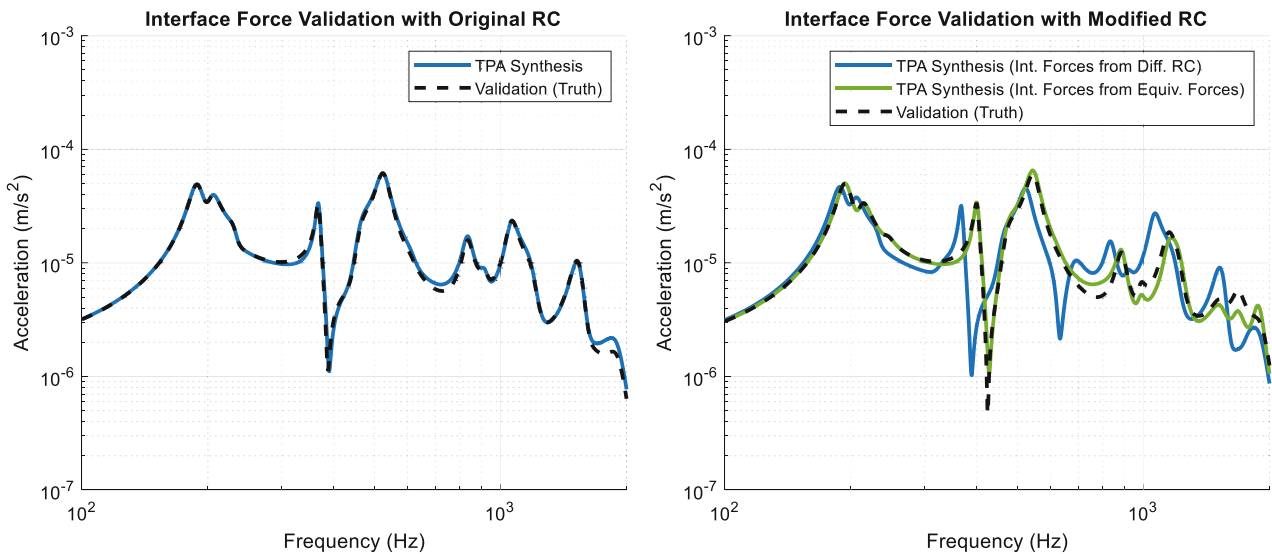 Interface Force Validation with Original RC
10^-3
10^-4
10^-5
10^-6
10^-7
10^2
10^3
Acceleration (m/s^2)
Frequency (Hz)
TPA Synthesis
Validation (Truth)
Interface Force Validation with Modified RC
10^-3
10^-4
10^-5
10^-6
10^-7
10^2
10^3
Acceleration (m/s^2)
Frequency (Hz)
TPA Synthesis (Int. Forces from Diff. RC)
TPA Synthesis (Int. Forces from Equiv. Forces)
Validation (Truth)